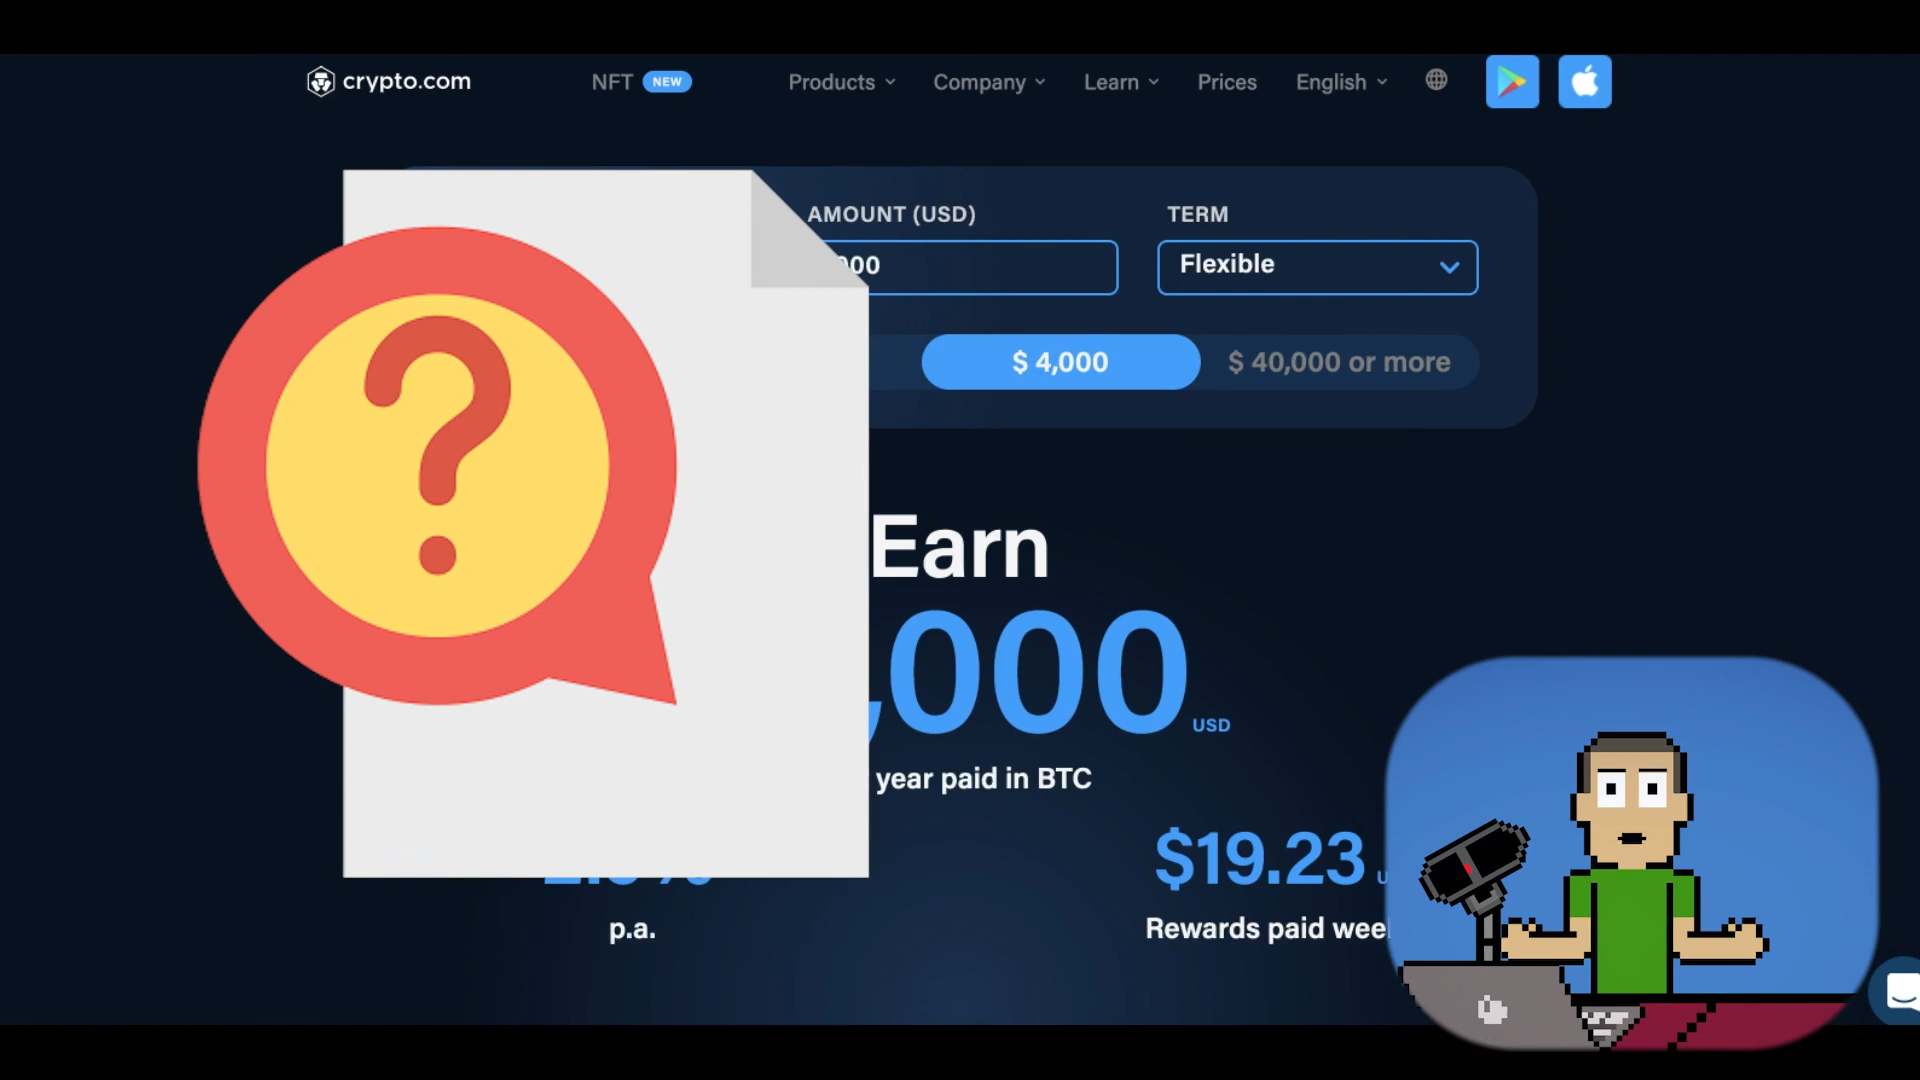 crypto.com NFT NEW Products Company Learn Prices English
AMOUNT (USD) TERM
000 Flexible
$ 4,000 $ 40,000 or more
Earn
,000 USD
year paid in BTC
$19.23
p.a. Rewards paid